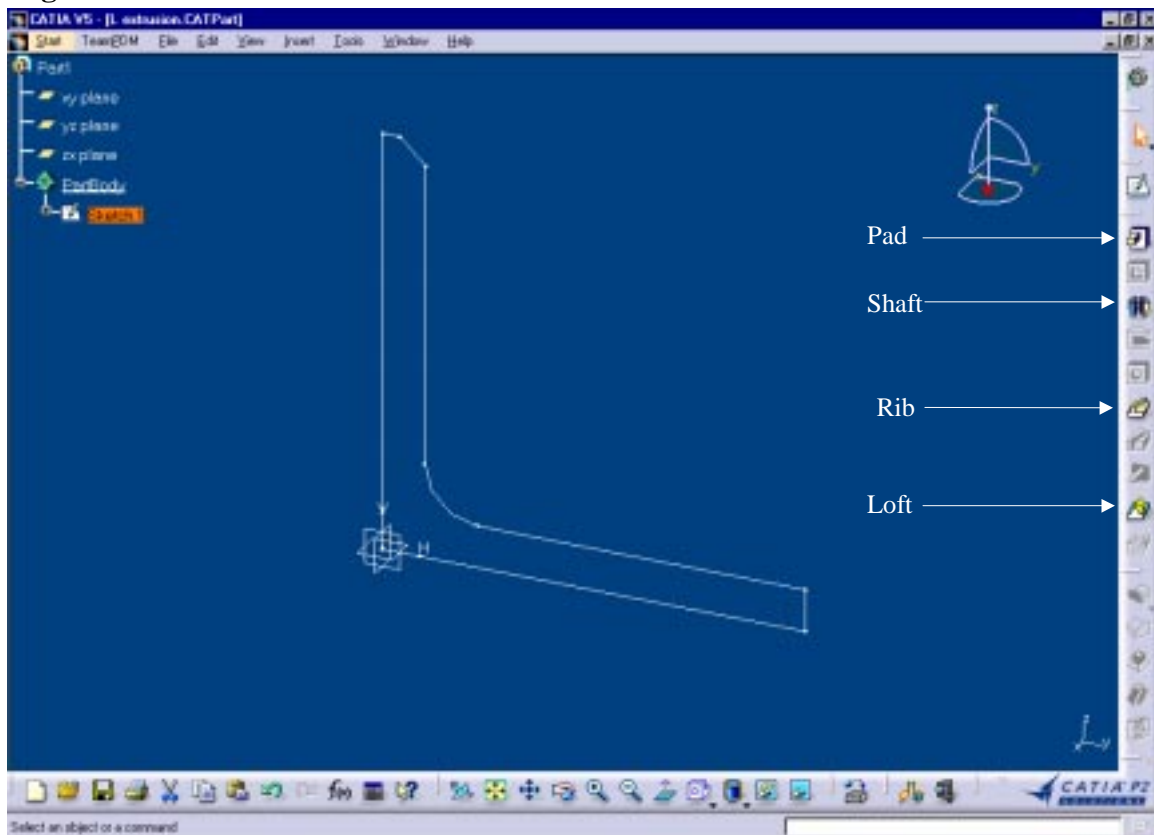 CATIA V5 - [L extrusion.CATPart]
Start TeamPDM File Edit View Insert Tools Window Help
Part1
xy plane
yz plane
zx plane
PartBody
Sketch.1
z
y
Pad
Shaft
Rib
Loft
V
H
z
y
CATIA P2
SOLUTIONS
Select an object or a command